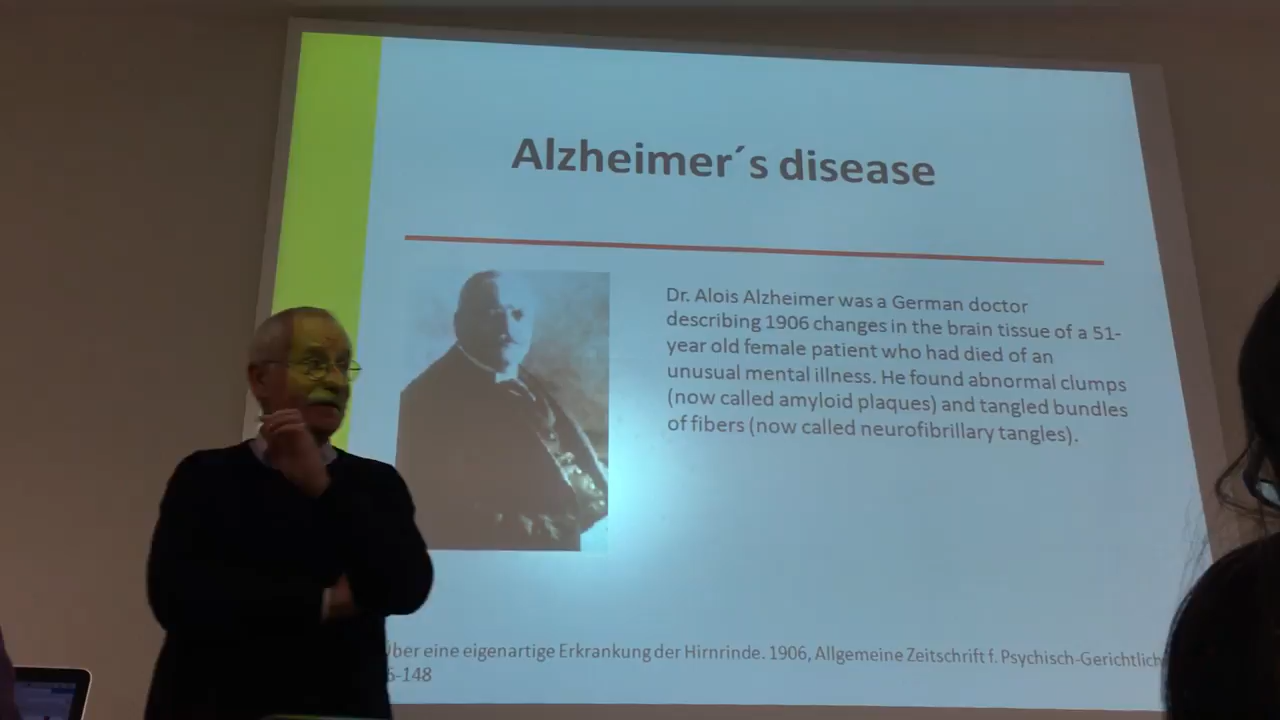 Alzheimer´s disease
Dr. Alois Alzheimer was a German doctor
describing 1906 changes in the brain tissue of a 51-
year old female patient who had died of an
unusual mental illness. He found abnormal clumps
(now called amyloid plaques) and tangled bundles
of fibers (now called neurofibrillary tangles).
Über eine eigenartige Erkrankung der Hirnrinde. 1906, Allgemeine Zeitschrift f. Psychisch-Gerichtlich
-148